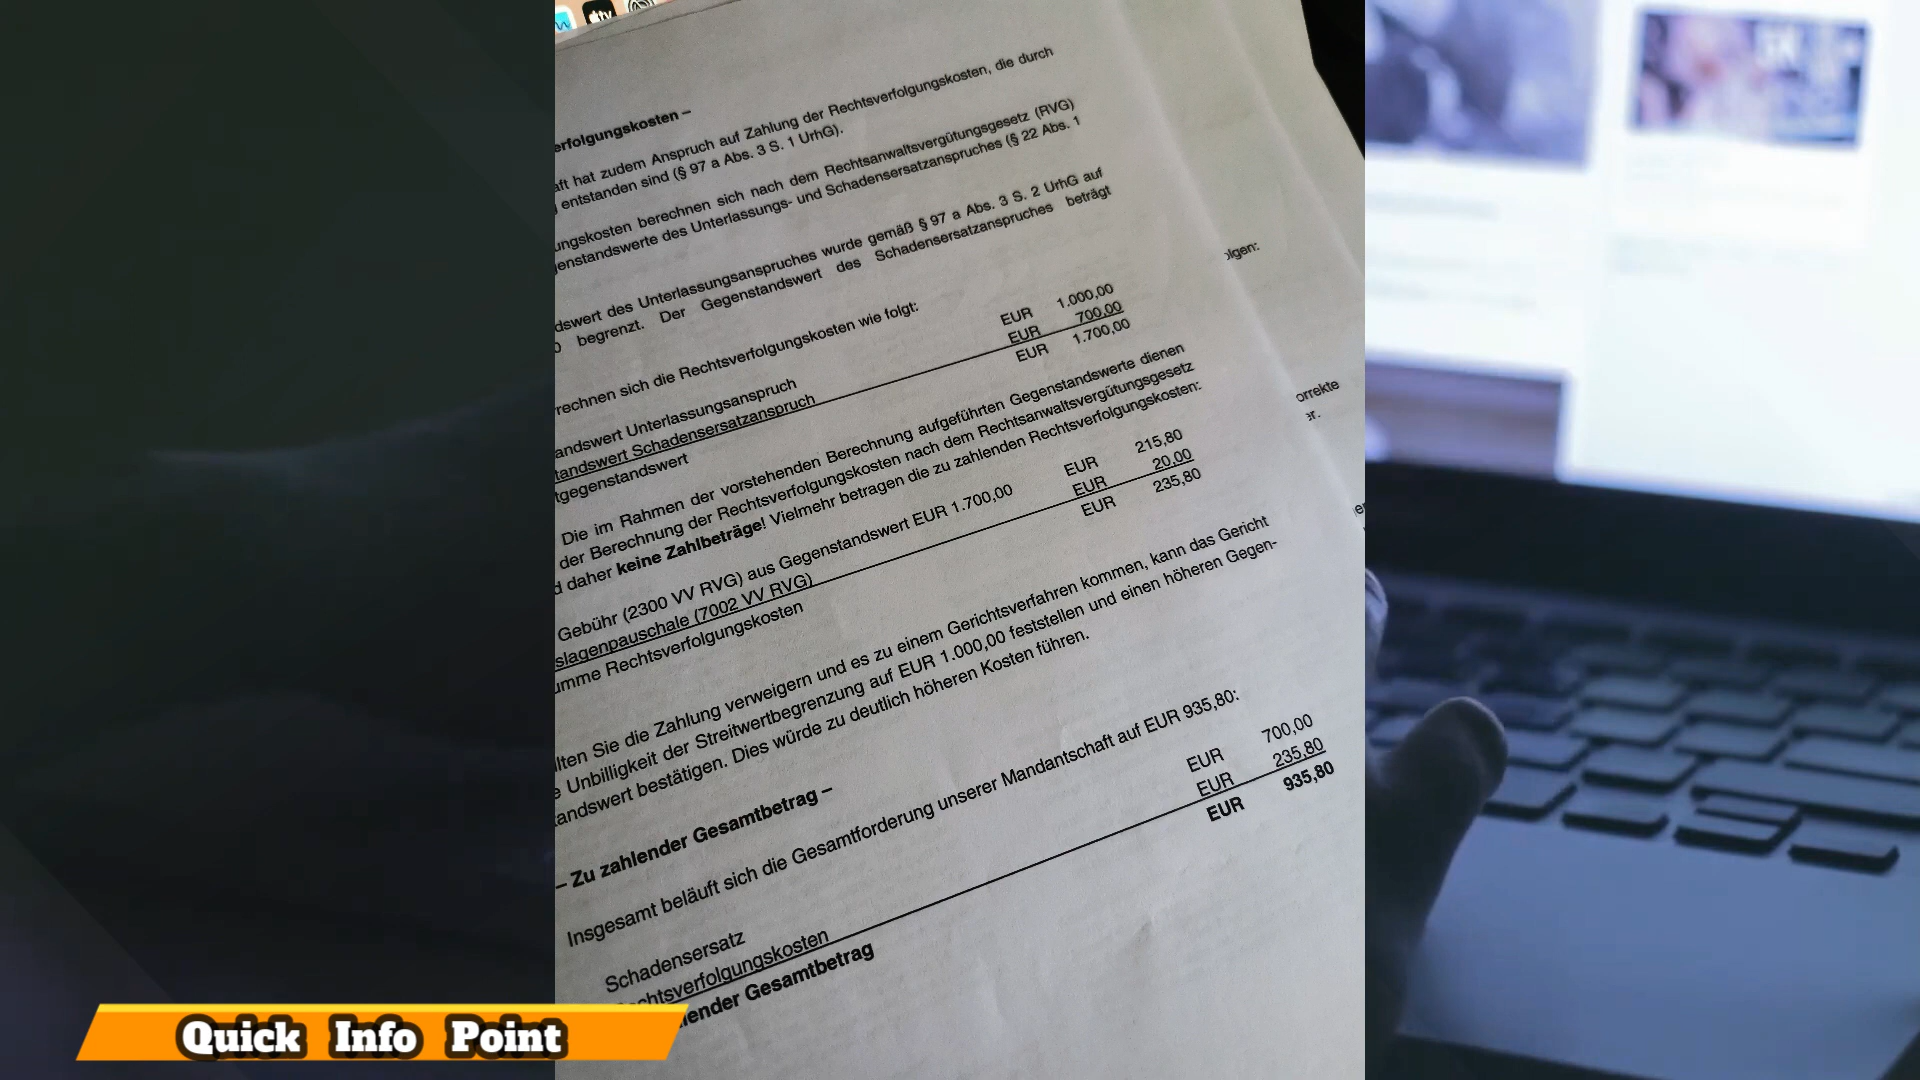 erfolgungskosten –
aft hat zudem Anspruch auf Zahlung der Rechtsverfolgungskosten, die durch
entstanden sind (§ 97 a Abs. 3 S. 1 UrhG).
ungskosten berechnen sich nach dem Rechtsanwaltsvergütungsgesetz (RVG)
enstandswerte des Unterlassungs- und Schadensersatzanspruches (§ 22 Abs. 1
dswert des Unterlassungsanspruches wurde gemäß § 97 a Abs. 3 S. 2 UrhG auf
0 begrenzt. Der Gegenstandswert des Schadensersatzanspruches beträgt
rechnen sich die Rechtsverfolgungskosten wie folgt:
andswert Unterlassungsanspruch EUR 1.000,00
tandswert Schadensersatzanspruch EUR 700,00
tgegenstandswert EUR 1.700,00
Die im Rahmen der vorstehenden Berechnung aufgeführten Gegenstandswerte dienen
der Berechnung der Rechtsverfolgungskosten nach dem Rechtsanwaltsvergütungsgesetz
d daher keine Zahlbeträge! Vielmehr betragen die zu zahlenden Rechtsverfolgungskosten:
Gebühr (2300 VV RVG) aus Gegenstandswert EUR 1.700,00 EUR 215,80
slagenpauschale (7002 VV RVG) EUR 20,00
umme Rechtsverfolgungskosten EUR 235,80
lten Sie die Zahlung verweigern und es zu einem Gerichtsverfahren kommen, kann das Gericht
e Unbilligkeit der Streitwertbegrenzung auf EUR 1.000,00 feststellen und einen höheren Gegen-
tandswert bestätigen. Dies würde zu deutlich höheren Kosten führen.
– Zu zahlender Gesamtbetrag –
Insgesamt beläuft sich die Gesamtforderung unserer Mandantschaft auf EUR 935,80:
Schadensersatz EUR 700,00
chtsverfolgungskosten EUR 235,80
lender Gesamtbetrag EUR 935,80
olgen:
orrekte
er.
tv
Quick Info Point